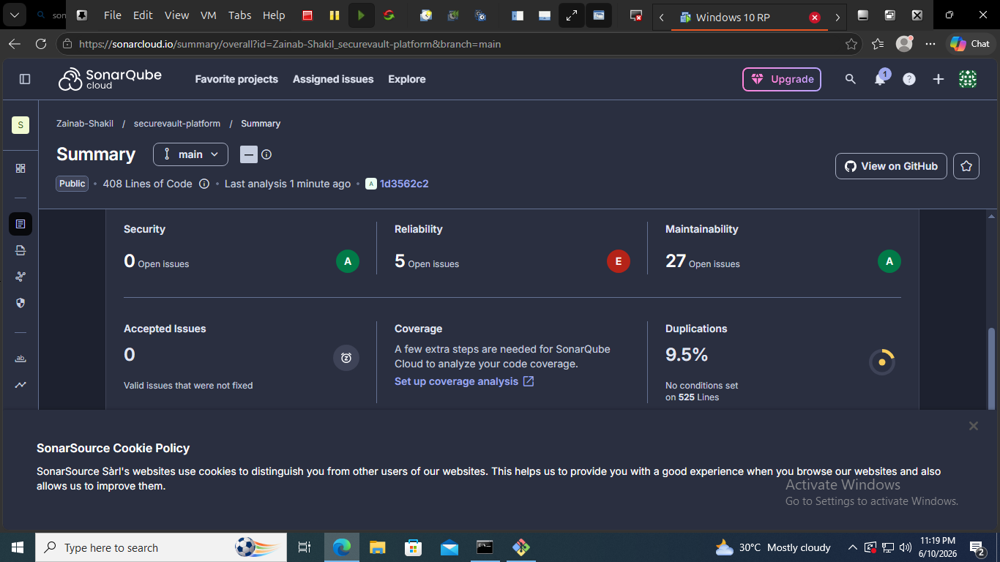 son
File Edit View VM Tabs Help
Windows 10 RP
https://sonarcloud.io/summary/overall?id=Zainab-Shakil_securevault-platform&branch=main
Chat
SonarQube
cloud
Favorite projects
Assigned issues
Explore
Upgrade
1
?
S
Zainab-Shakil / securevault-platform / Summary
Summary
main
View on GitHub
Public • 408 Lines of Code • Last analysis 1 minute ago • A 1d3562c2
Security
0 Open issues
A
Reliability
5 Open issues
E
Maintainability
27 Open issues
A
Accepted Issues
0
Valid issues that were not fixed
Coverage
A few extra steps are needed for SonarQube
Cloud to analyze your code coverage.
Set up coverage analysis
Duplications
9.5%
No conditions set
on 525 Lines
ab
SonarSource Cookie Policy
SonarSource Sàrl's websites use cookies to distinguish you from other users of our websites. This helps us to provide you with a good experience when you browse our websites and also
allows us to improve them.
Activate Windows
Go to Settings to activate Windows.
Type here to search
30°C Mostly cloudy
11:19 PM
6/10/2026
2